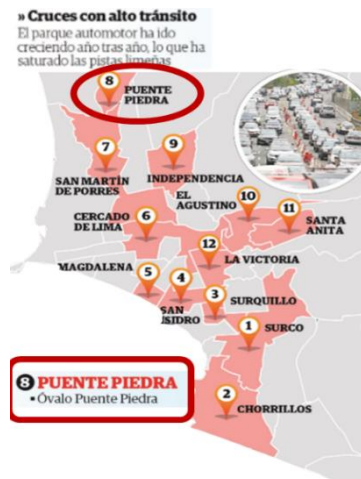 » Cruces con alto tránsito
El parque automotor ha ido
creciendo año tras año, lo que ha
saturado las pistas limeñas
8
PUENTE
PIEDRA
7
SAN MARTÍN
DE PORRES
9
INDEPENDENCIA
EL
AGUSTINO
10
11
SANTA
ANITA
CERCADO
DE LIMA
6
12
LA VICTORIA
MAGDALENA
5
4
SAN
ISIDRO
3
SURQUILLO
1
SURCO
2
CHORRILLOS
8 PUENTE PIEDRA
▪ Óvalo Puente Piedra